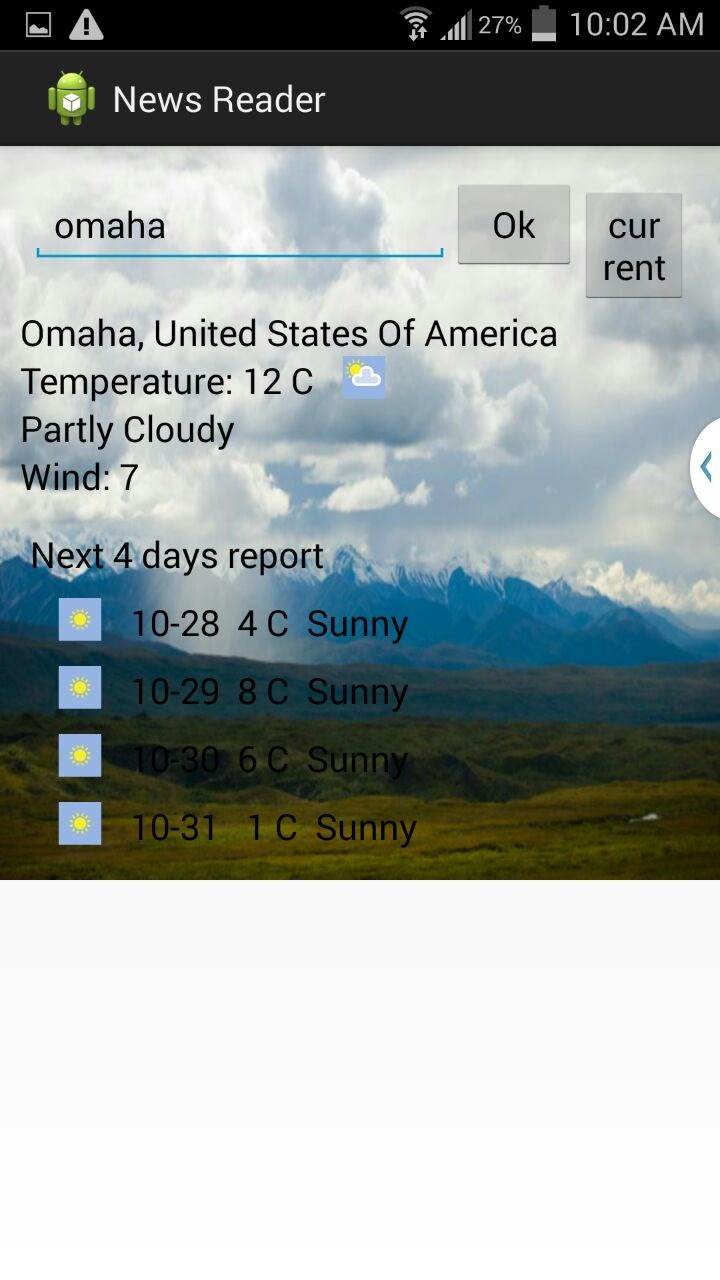 27% 10:02 AM
News Reader
omaha Ok cur
rent
Omaha, United States Of America
Temperature: 12 C
Partly Cloudy
Wind: 7
Next 4 days report
10-28 4 C Sunny
10-29 8 C Sunny
10-30 6 C Sunny
10-31 1 C Sunny